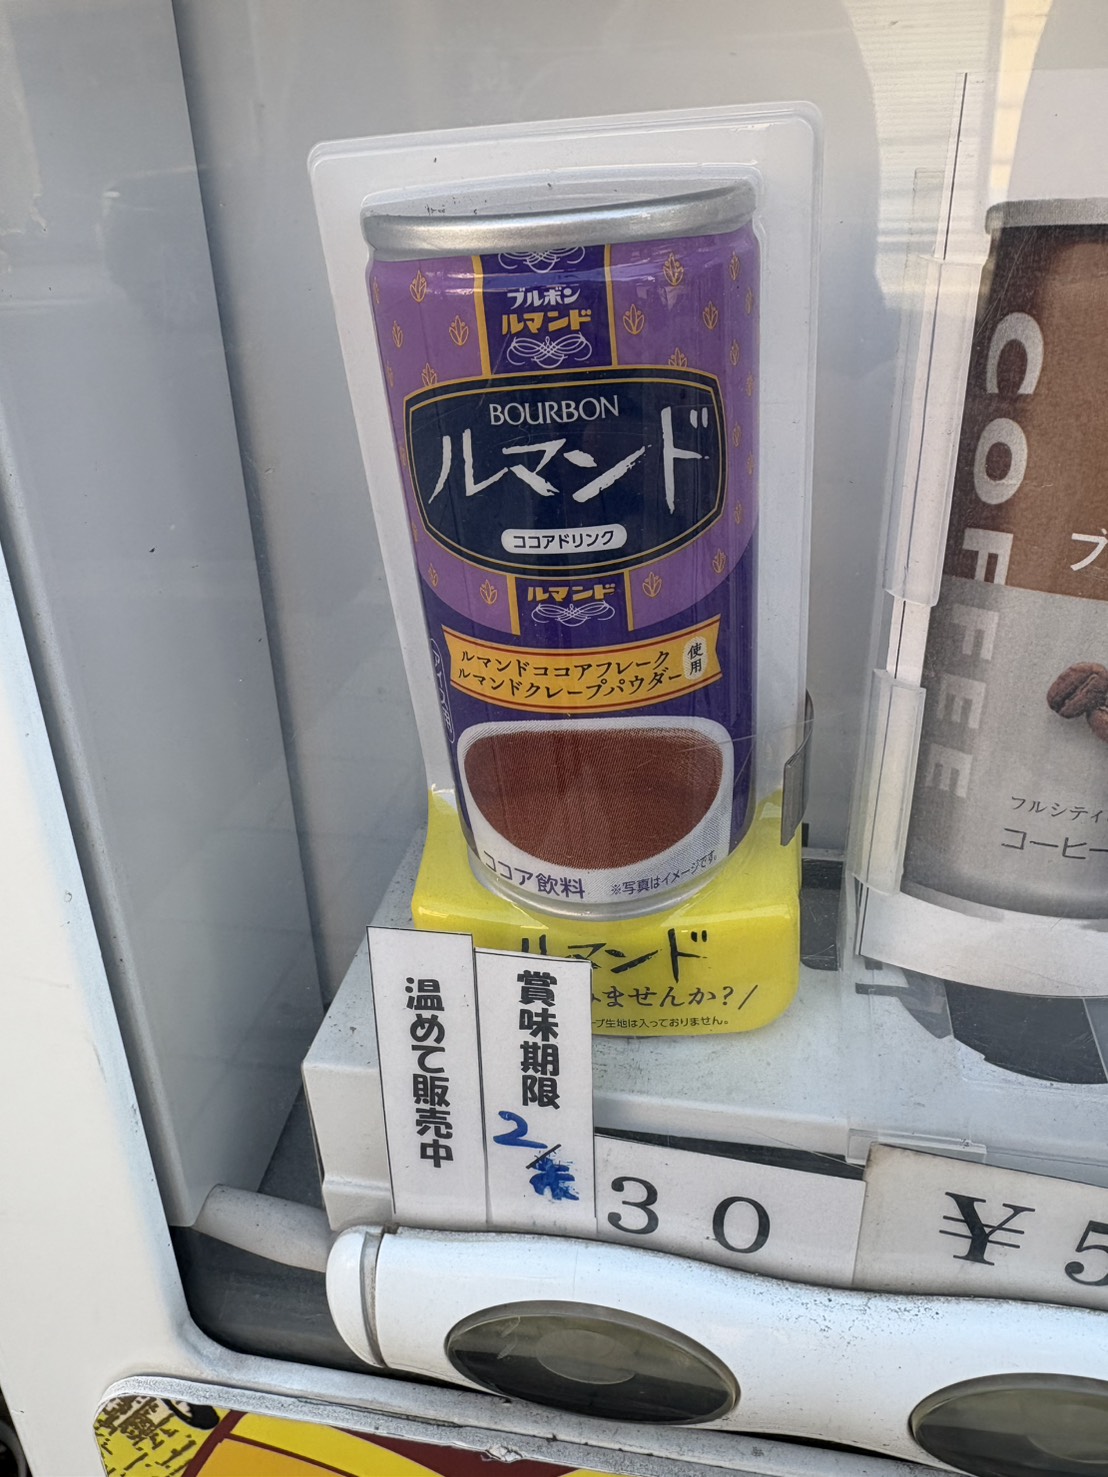 ブルボン
ルマンド
BOURBON
ルマンド
ココアドリンク
ルマンド
ルマンドココアフレーク
ルマンドクレープパウダー
使用
ココア飲料
※写真はイメージです。
ルマンド
みませんか?/
プ生地は入っておりません。
温めて販売中
賞味期限
2/末
30
¥5
COFFEE
ブ
フルシティ
コーヒー